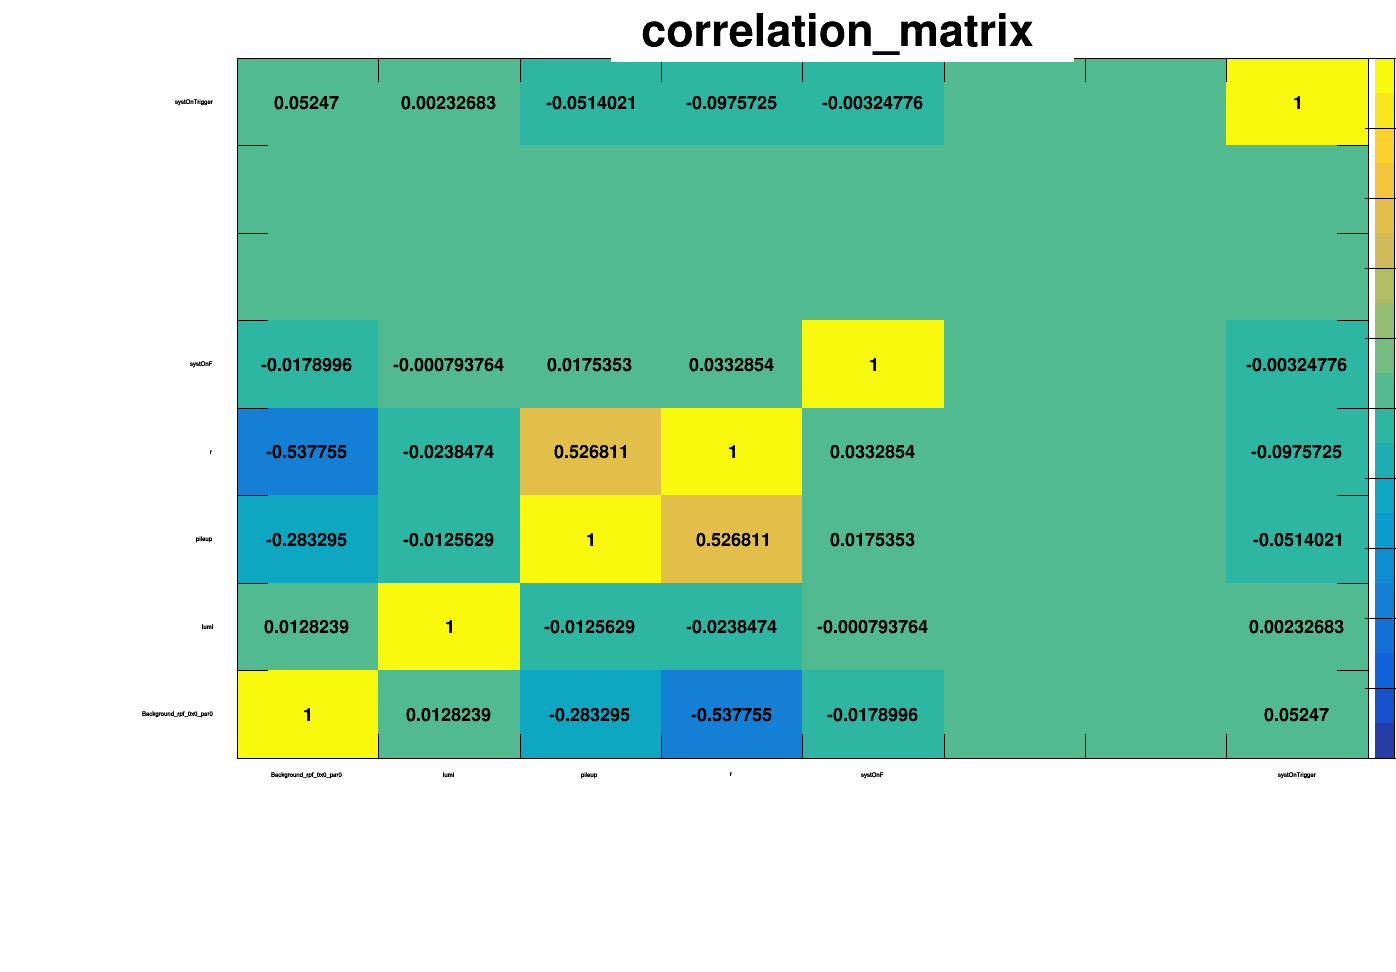 correlation_matrix
systOnTrigger 0.05247 0.00232683 -0.0514021 -0.0975725 -0.00324776 1
systOnF -0.0178996 -0.000793764 0.0175353 0.0332854 1 -0.00324776
r -0.537755 -0.0238474 0.526811 1 0.0332854 -0.0975725
pileup -0.283295 -0.0125629 1 0.526811 0.0175353 -0.0514021
lumi 0.0128239 1 -0.0125629 -0.0238474 -0.000793764 0.00232683
Background_rpf_0x0_par0 1 0.0128239 -0.283295 -0.537755 -0.0178996 0.05247
Background_rpf_0x0_par0 lumi pileup r systOnF systOnTrigger